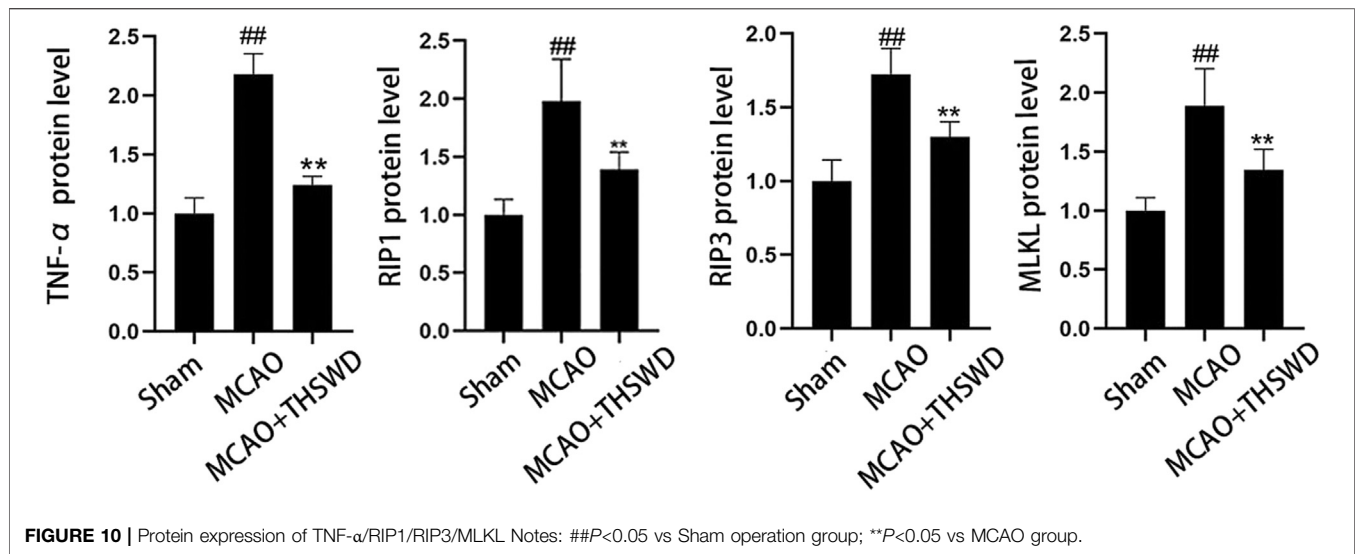 TNF-α protein level
2.5
2.0
1.5
1.0
0.5
0.0
##
**
Sham
MCAO
MCAO+THSWD
RIP1 protein level
2.5
2.0
1.5
1.0
0.5
0.0
##
**
Sham
MCAO
MCAO+THSWD
RIP3 protein level
2.0
1.5
1.0
0.5
0.0
##
**
Sham
MCAO
MCAO+THSWD
MLKL protein level
2.5
2.0
1.5
1.0
0.5
0.0
##
**
Sham
MCAO
MCAO+THSWD
FIGURE 10 | Protein expression of TNF-α/RIP1/RIP3/MLKL Notes: ##P<0.05 vs Sham operation group; **P<0.05 vs MCAO group.